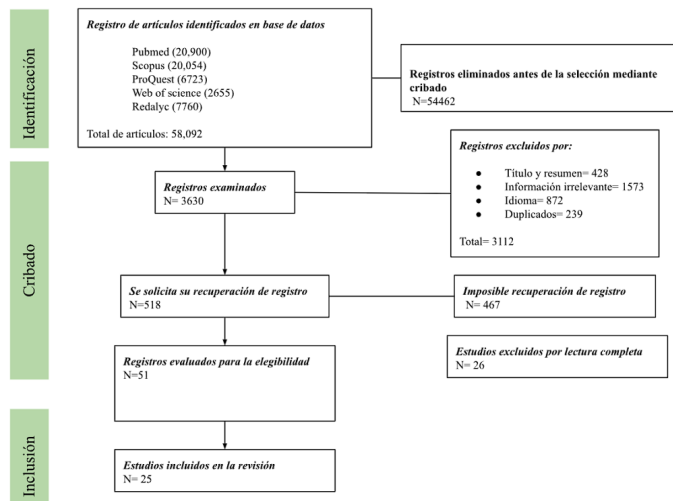 Identificación
Registro de artículos identificados en base de datos
Pubmed (20,900)
Scopus (20,054)
ProQuest (6723)
Web of science (2655)
Redalyc (7760)
Total de artículos: 58,092
Registros eliminados antes de la selección mediante
cribado
N=54462
Cribado
Registros examinados
N= 3630
Registros excluidos por:
● Título y resumen= 428
● Información irrelevante= 1573
● Idioma= 872
● Duplicados= 239
Total= 3112
Se solicita su recuperación de registro
N=518
Imposible recuperación de registro
N= 467
Registros evaluados para la elegibilidad
N=51
Estudios excluidos por lectura completa
N= 26
Inclusión
Estudios incluidos en la revisión
N= 25